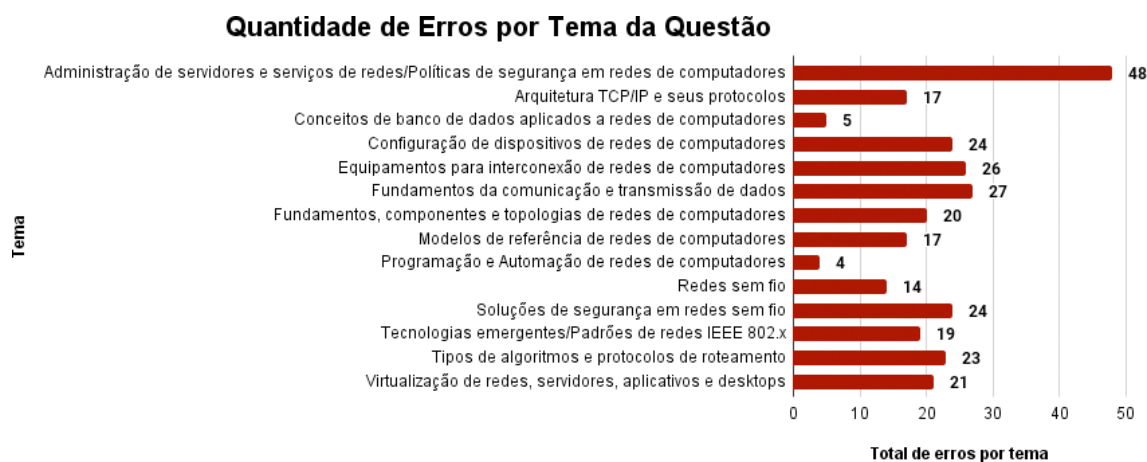 Quantidade de Erros por Tema da Questão
Administração de servidores e serviços de redes/Políticas de segurança em redes de computadores 48
Arquitetura TCP/IP e seus protocolos 17
Conceitos de banco de dados aplicados a redes de computadores 5
Configuração de dispositivos de redes de computadores 24
Equipamentos para interconexão de redes de computadores 26
Fundamentos da comunicação e transmissão de dados 27
Fundamentos, componentes e topologias de redes de computadores 20
Modelos de referência de redes de computadores 17
Programação e Automação de redes de computadores 4
Redes sem fio 14
Soluções de segurança em redes sem fio 24
Tecnologias emergentes/Padrões de redes IEEE 802.x 19
Tipos de algoritmos e protocolos de roteamento 23
Virtualização de redes, servidores, aplicativos e desktops 21
Tema
0 10 20 30 40 50
Total de erros por tema